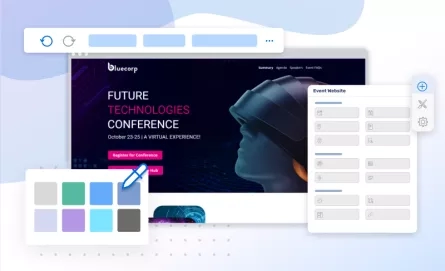 bluecorp
Summary Agenda Speakers Event FAQs
FUTURE
TECHNOLOGIES
CONFERENCE
October 23-25 | A VIRTUAL EXPERIENCE!
Register for Conference
Hub
Event Website